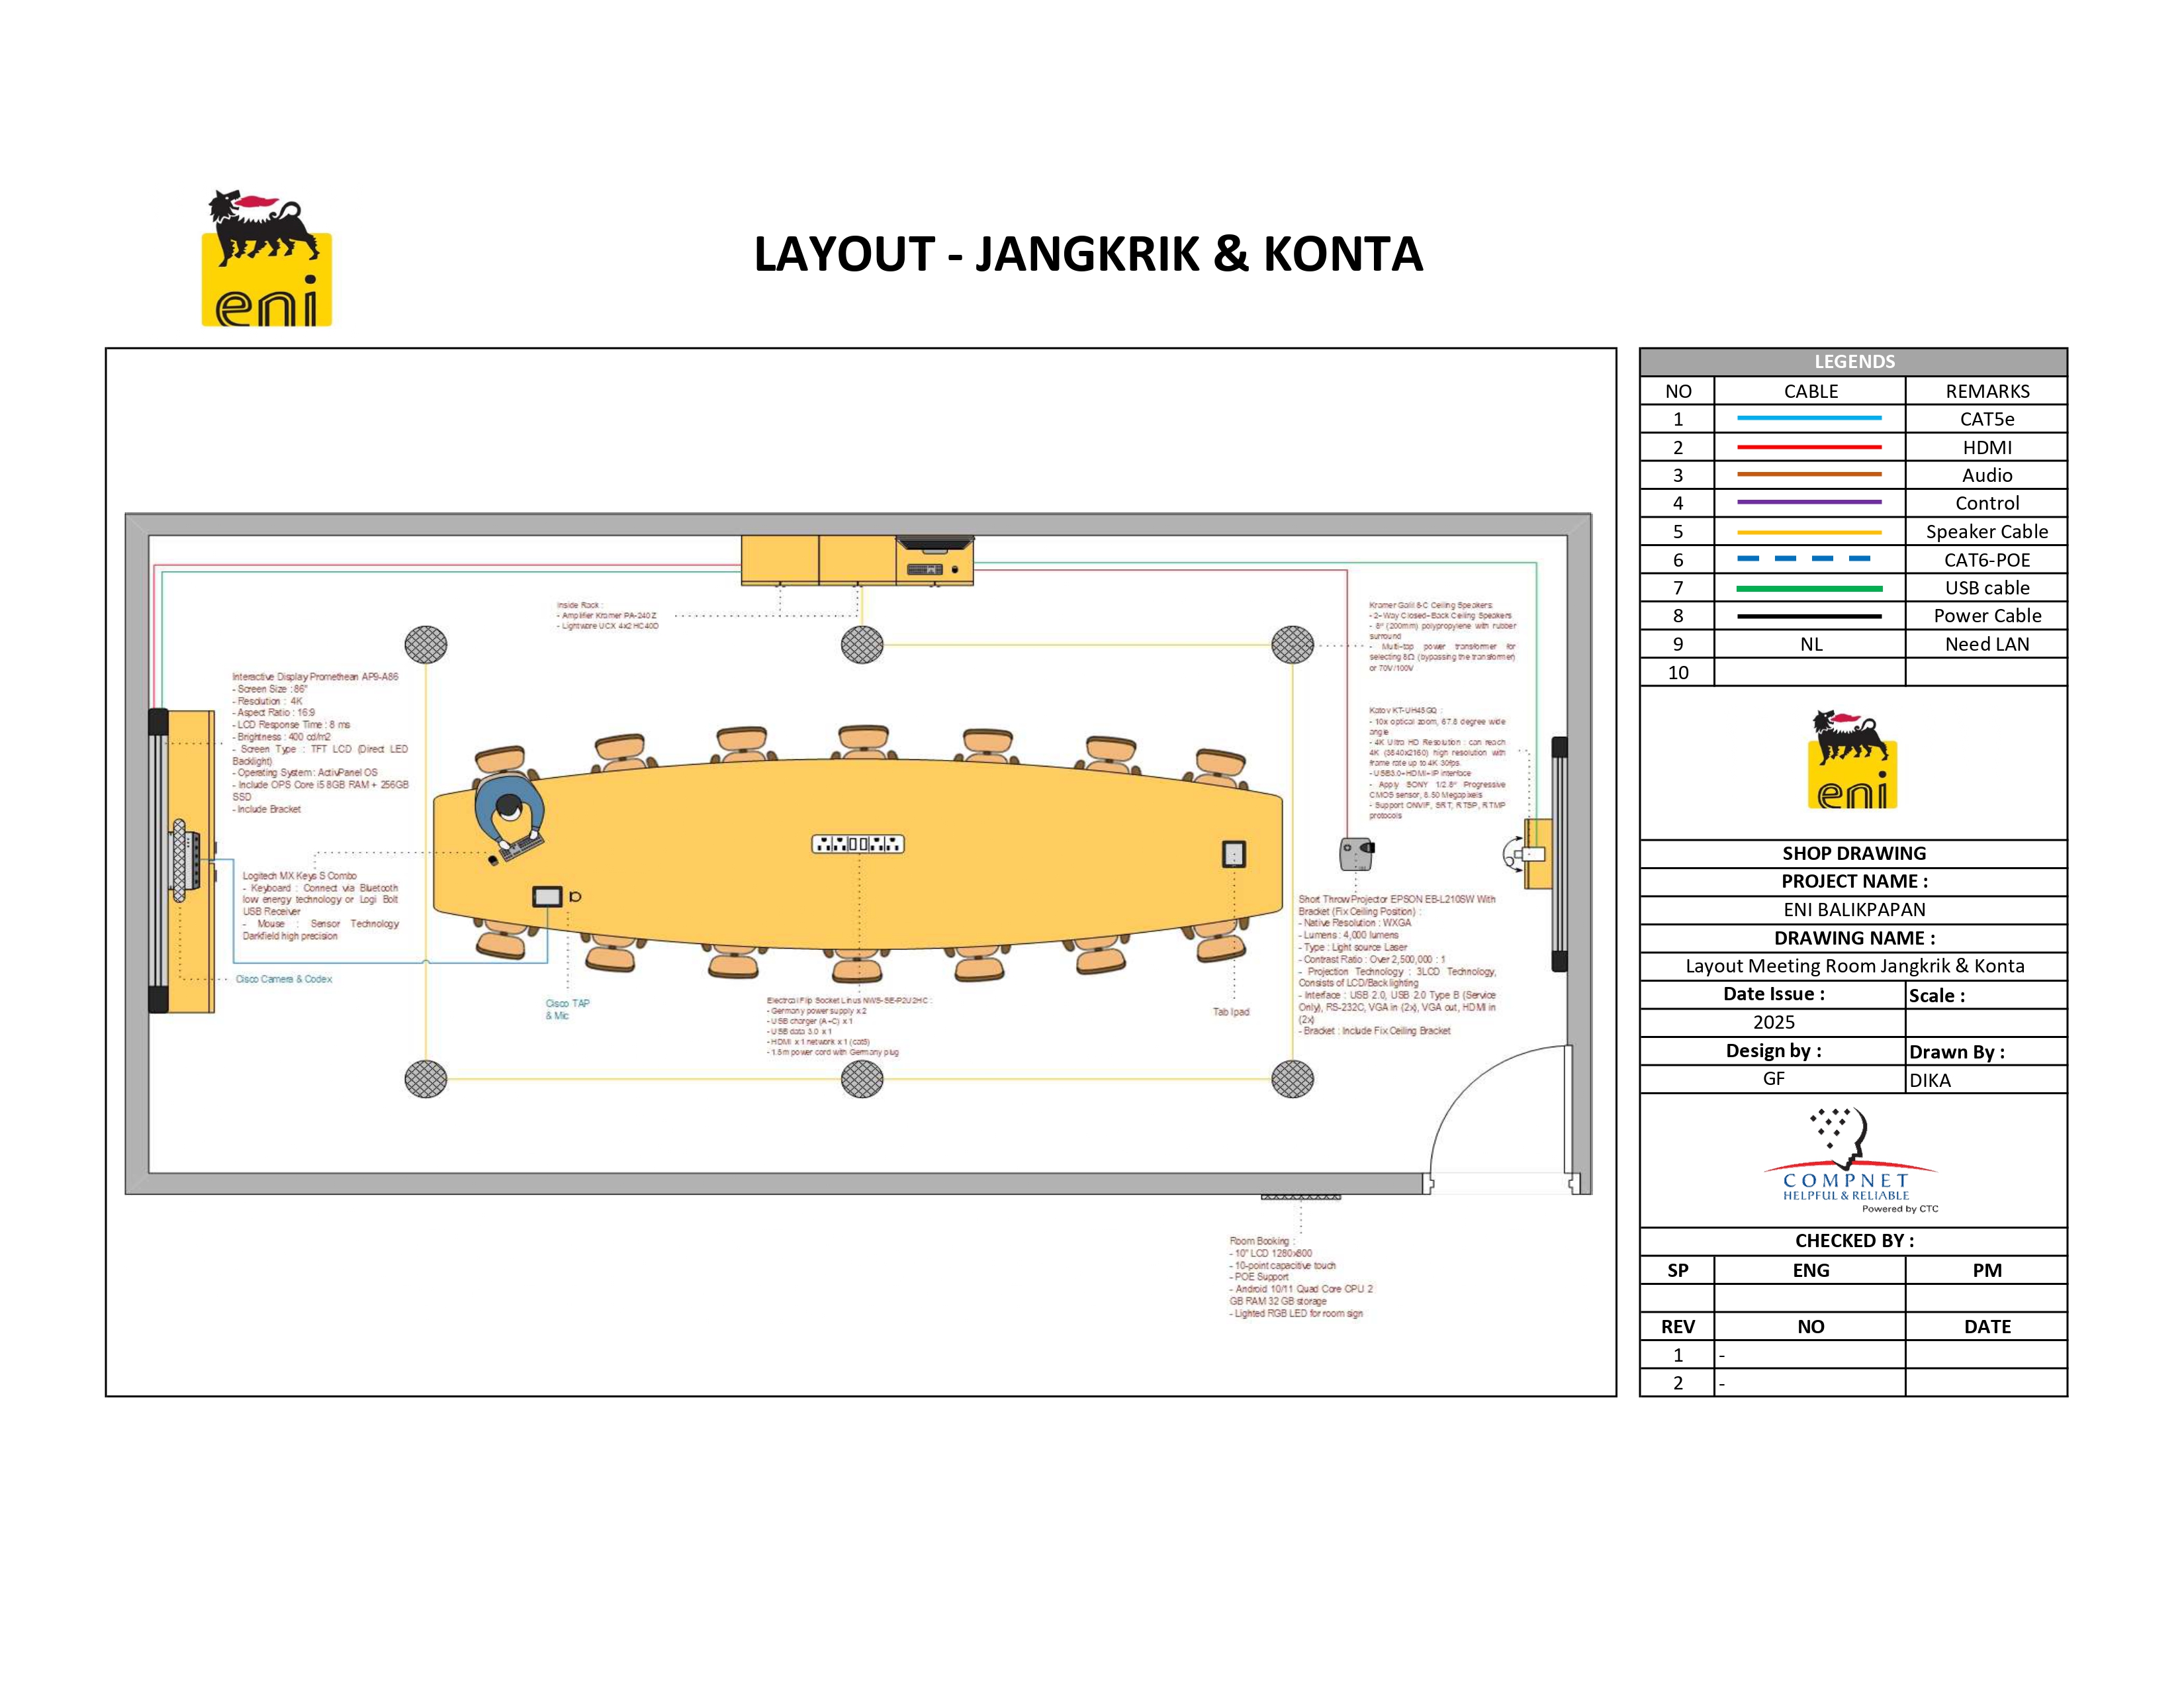 eni
LAYOUT - JANGKRIK & KONTA
Inside Rack :
- Amplifier Kramer PA-240Z
- Lightware UCX 4x2 HC40D
Kramer Galil 8-C Ceiling Speakers
- 2-Way Closed-Back Ceiling Speakers
- 8" (200mm) polypropylene with rubber
surround
- Multi-tap power transformer for
selecting 8Ω (bypassing the transformer)
or 70V/100V
Interactive Display Promethean AP9-A86
- Screen Size :86"
- Resolution : 4K
- Aspect Ratio : 16:9
- LCD Response Time : 8 ms
- Brightness : 400 cd/m2
- Screen Type : TFT LCD (Direct LED
Backlight)
- Operating System: ActivPanel OS
- Include OPS Core i5 8GB RAM + 256GB
SSD
- Include Bracket
Katov KT-UH48GQ :
- 10x optical zoom, 67.8 degree wide
angle
- 4K Ultra HD Resolution : can reach
4K (3840x2160) high resolution with
frame rate up to 4K 30fps.
- USB3.0+HDMI+IP interface
- Apply SONY 1/2.8" Progressive
CMOS sensor, 8.50 Megapixels
- Support ONVIF, SRT, RTSP, RTMP
protocols
Logitech MX Keys S Combo
- Keyboard : Connect via Bluetooth
low energy technology or Logi Bolt
USB Receiver
- Mouse : Sensor Technology
Darkfield high precision
Cisco Camera & Codex
Cisco TAP
& Mic
Electrical Flip Socket Linus NWS-SE-P2U2HC :
- Germany power supply x 2
- USB charger (A+C) x 1
- USB data 3.0 x 1
- HDMI x 1 network x 1 (cat6)
- 1.5m power cord with Germany plug
Tab Ipad
Short Throw Projector EPSON EB-L210SW With
Bracket (Fix Ceiling Position) :
- Native Resolution : WXGA
- Lumens : 4,000 lumens
- Type : Light source Laser
- Contrast Ratio : Over 2,500,000 : 1
- Projection Technology : 3LCD Technology,
Consists of LCD/Back lighting
- Interface : USB 2.0, USB 2.0 Type B (Service
Only), RS-232C, VGA in (2x), VGA out, HDMI in
(2x)
- Bracket : Include Fix Ceiling Bracket
Room Booking :
- 10" LCD 1280x800
- 10-point capacitive touch
- POE Support
- Android 10/11 Quad Core CPU 2
GB RAM 32 GB storage
- Lighted RGB LED for room sign
LEGENDS
NO CABLE REMARKS
1 CAT5e
2 HDMI
3 Audio
4 Control
5 Speaker Cable
6 CAT6-POE
7 USB cable
8 Power Cable
9 NL Need LAN
10
eni
SHOP DRAWING
PROJECT NAME :
ENI BALIKPAPAN
DRAWING NAME :
Layout Meeting Room Jangkrik & Konta
Date Issue : Scale :
2025
Design by : Drawn By :
GF DIKA
COMPNET
HELPFUL & RELIABLE
Powered by CTC
CHECKED BY :
SP ENG PM
REV NO DATE
1 -
2 -